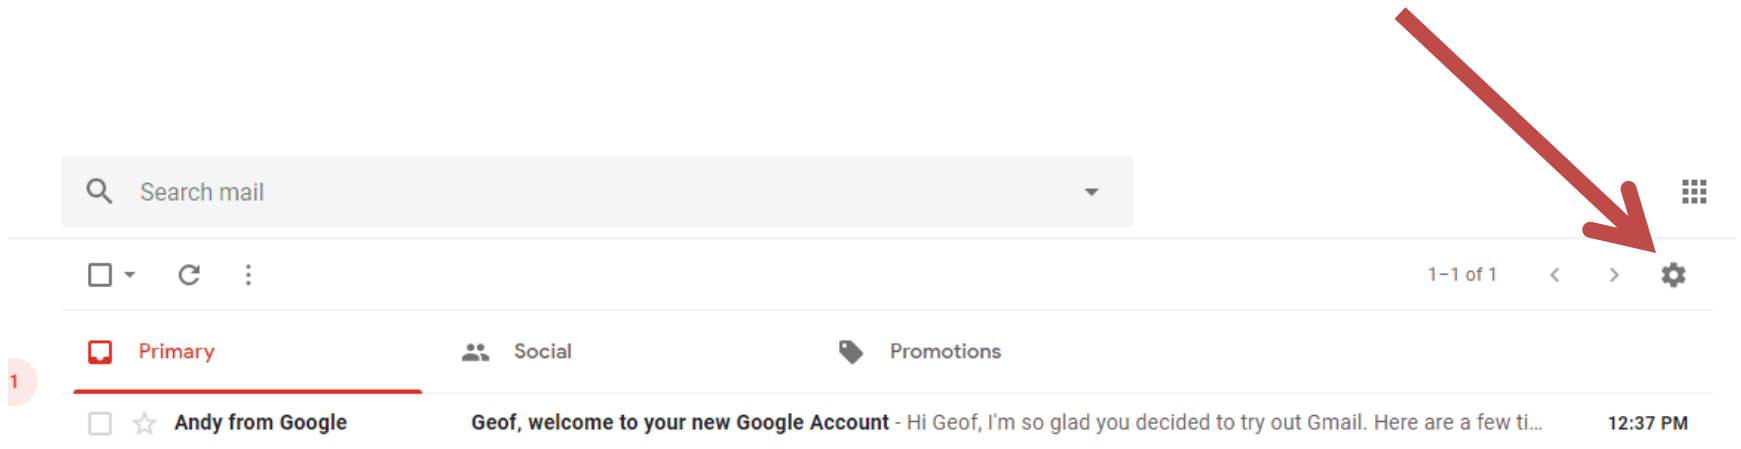 Search mail
1–1 of 1
Primary
Social
Promotions
1
Andy from Google
Geof, welcome to your new Google Account - Hi Geof, I'm so glad you decided to try out Gmail. Here are a few ti...
12:37 PM